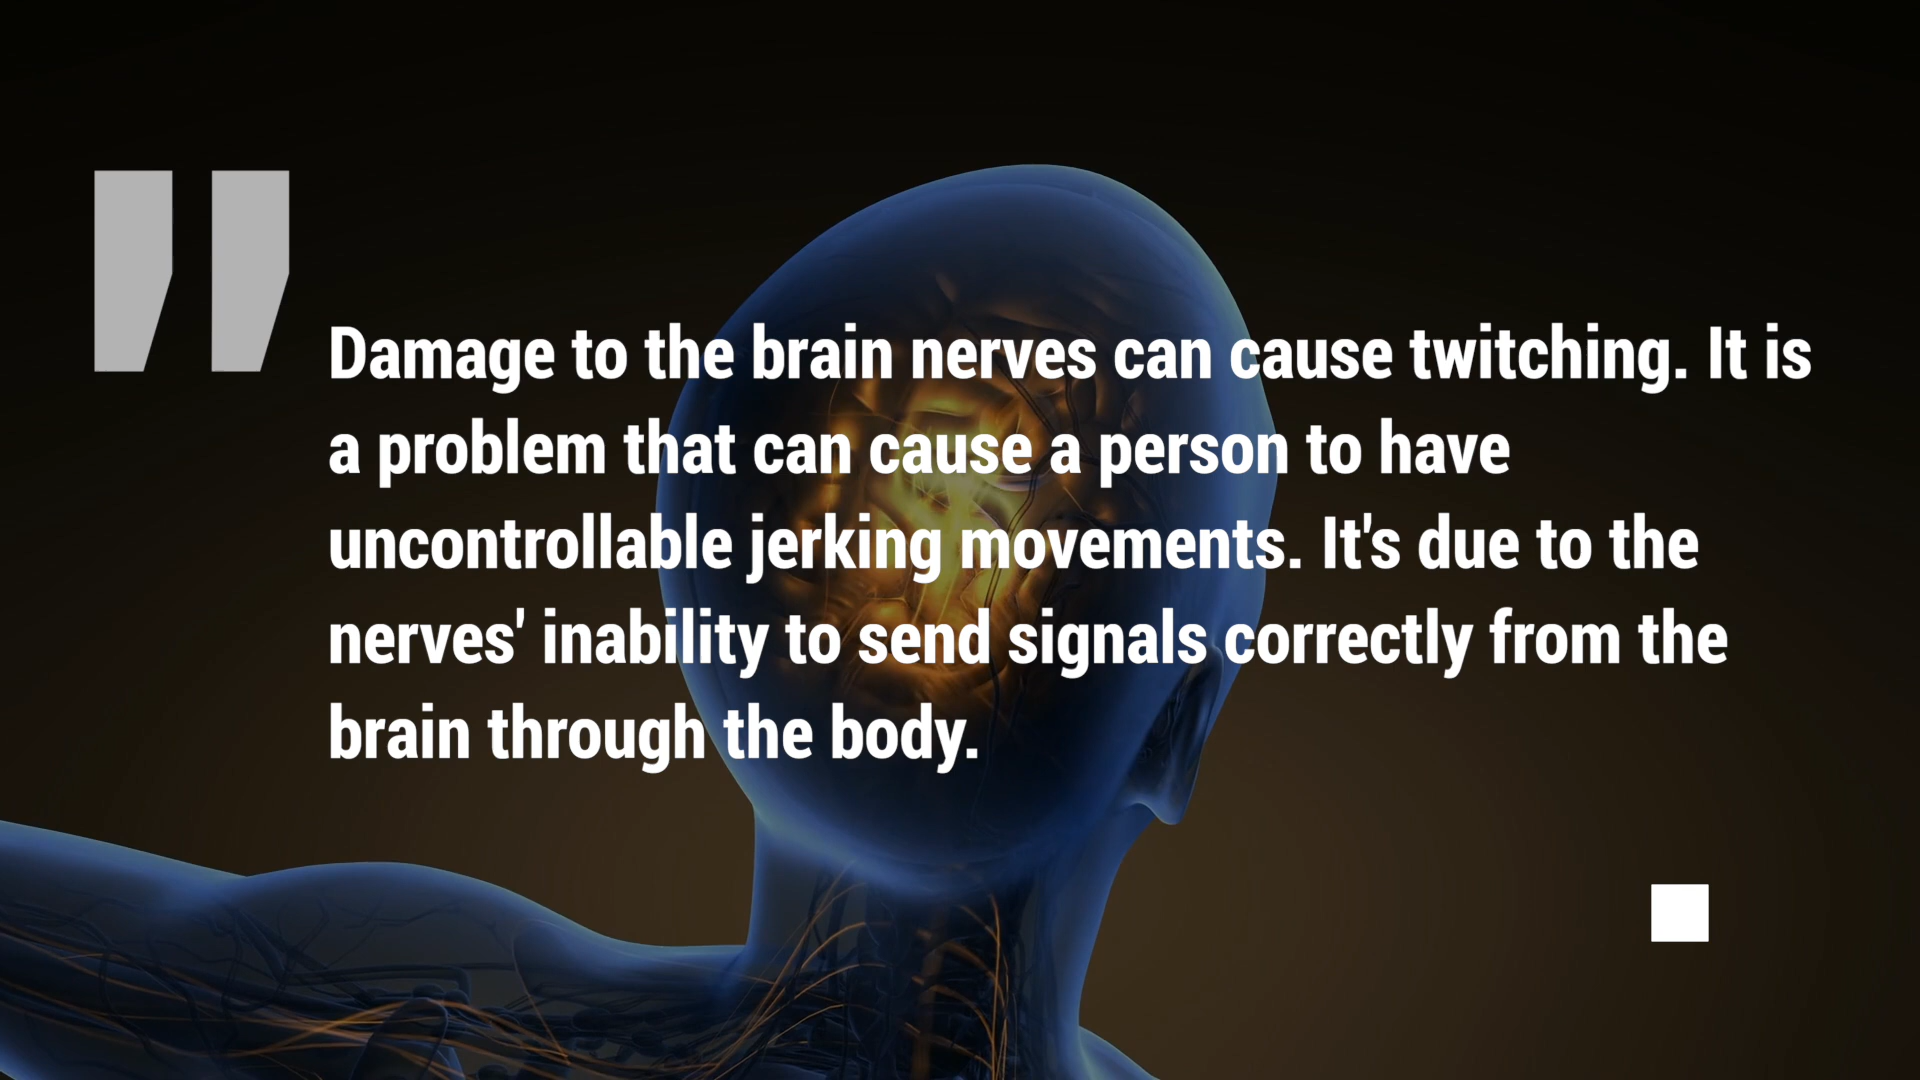 "
Damage to the brain nerves can cause twitching. It is
a problem that can cause a person to have
uncontrollable jerking movements. It's due to the
nerves' inability to send signals correctly from the
brain through the body.